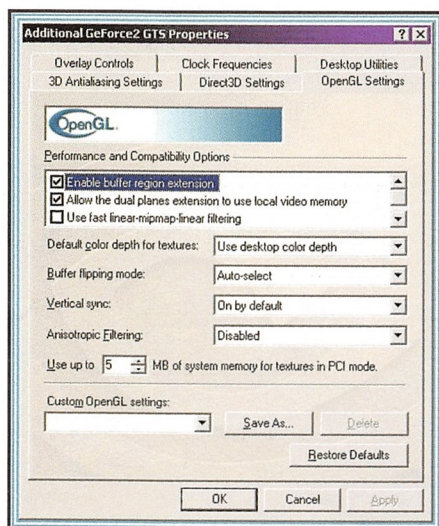 Additional GeForce2 GTS Properties
Overlay Controls
Clock Frequencies
Desktop Utilities
3D Antialiasing Settings
Direct3D Settings
OpenGL Settings
OpenGL.
Performance and Compatibility Options
Enable buffer region extension
Allow the dual planes extension to use local video memory
Use fast linear-mipmap-linear filtering
Default color depth for textures: Use desktop color depth
Buffer flipping mode: Auto-select
Vertical sync: On by default
Anisotropic Filtering: Disabled
Use up to 5 MB of system memory for textures in PCI mode.
Custom OpenGL settings:
Save As...
Delete
Restore Defaults
OK
Cancel
Apply